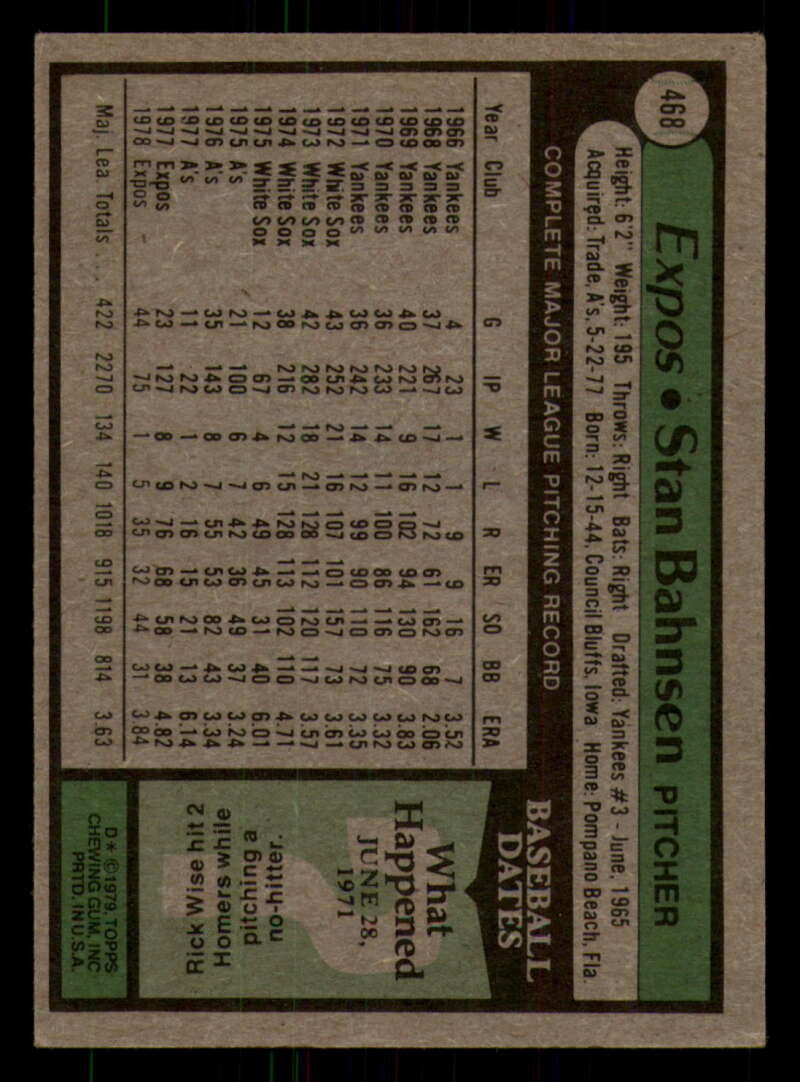 468
Expos • Stan Bahnsen PITCHER
Height: 6'2" Weight: 195 Throws: Right Bats: Right Drafted: Yankees #3 - June, 1965
Acquired: Trade, A's, 5-22-77 Born: 12-15-44, Council Bluffs, Iowa Home: Pompano Beach, Fla.
COMPLETE MAJOR LEAGUE PITCHING RECORD
Year Club G IP W L R ER SO BB ERA
1966 Yankees 4 23 1 1 9 9 16 7 3.52
1968 Yankees 37 267 17 12 72 61 162 68 2.06
1969 Yankees 40 221 9 16 102 94 130 90 3.83
1970 Yankees 36 233 14 11 100 86 116 75 3.32
1971 Yankees 36 242 14 12 99 90 110 72 3.35
1972 White Sox 43 252 21 16 107 101 157 73 3.61
1973 White Sox 42 282 18 21 128 112 120 117 3.57
1974 White Sox 38 216 12 15 128 113 102 110 4.71
1975 White Sox 12 67 4 6 49 45 31 40 6.01
1975 A's 21 100 6 7 42 36 49 37 3.24
1976 A's 35 143 8 7 55 53 82 43 3.34
1977 A's 11 22 1 2 16 15 21 13 6.14
1977 Expos 23 127 8 9 76 68 58 38 4.82
1978 Expos 44 75 1 5 35 32 44 31 3.84
Maj. Lea. Totals ... 422 2270 134 140 1018 915 1198 814 3.63
BASEBALL
DATES
What
Happened
JUNE 28,
1971
Rick Wise hit 2
Homers while
pitching a
no-hitter.
D* © 1979, TOPPS
CHEWING GUM, INC.
PRTD. IN U.S.A.